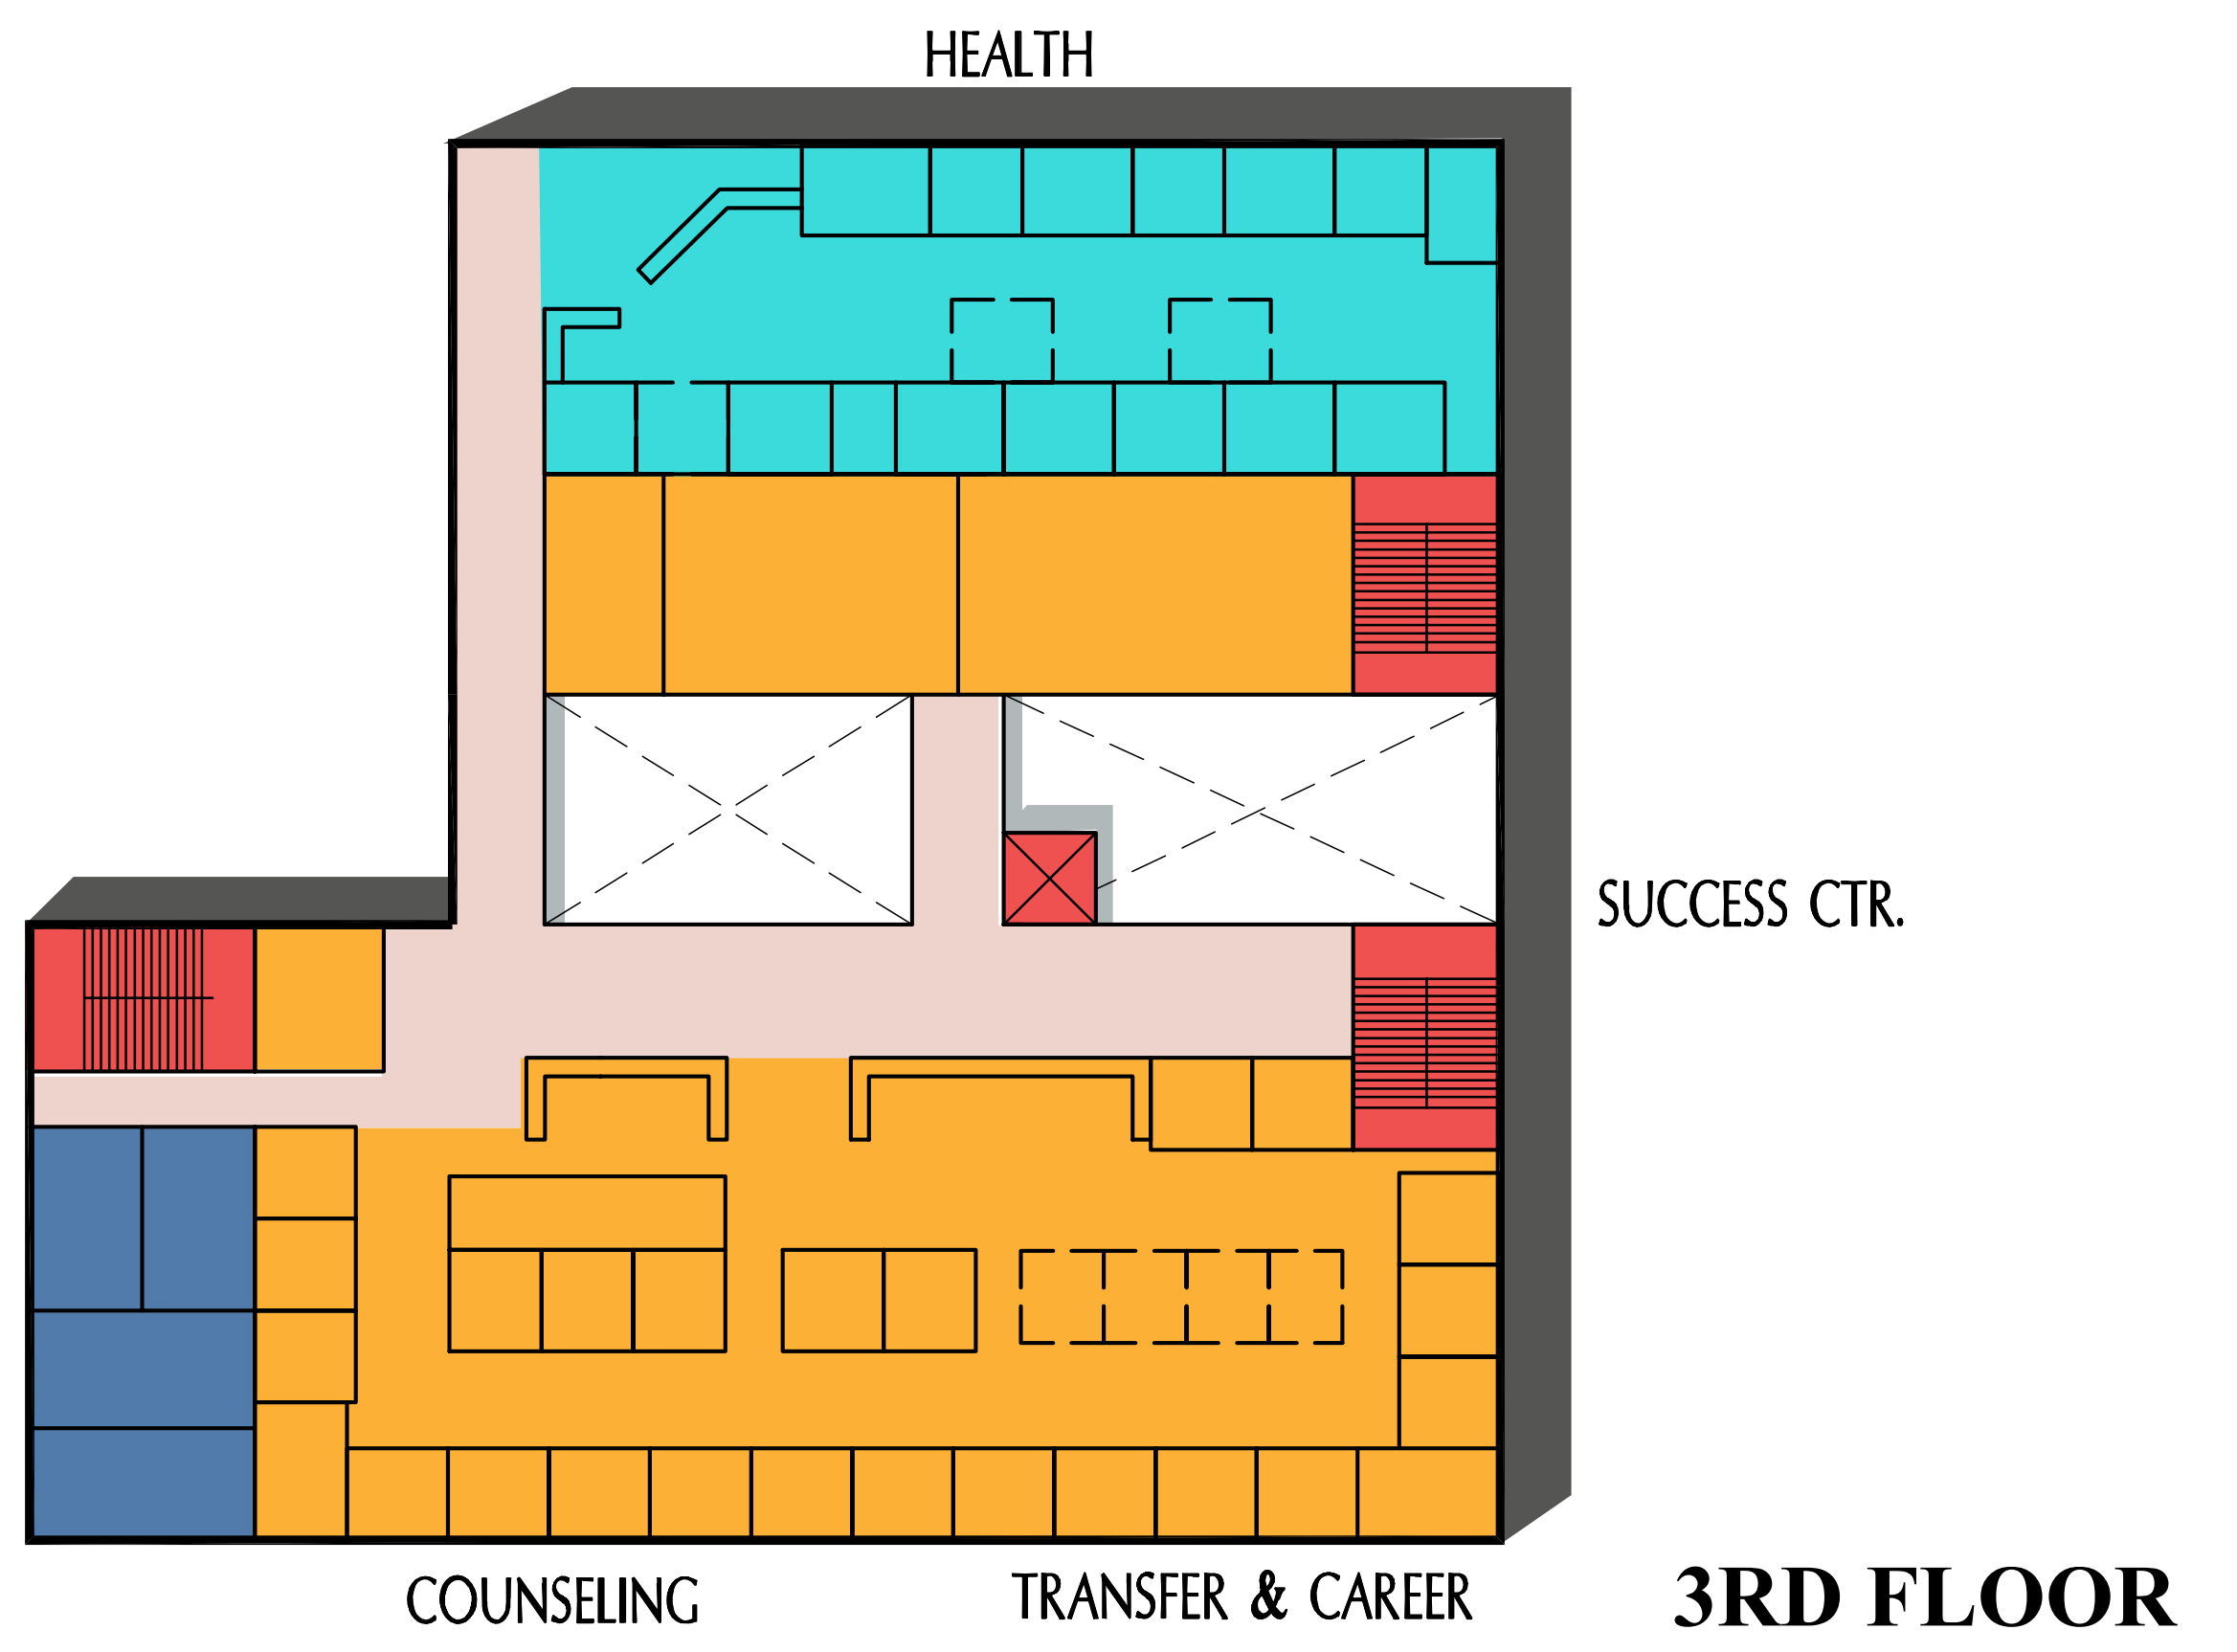 HEALTH
SUCCESS CTR.
COUNSELING
TRANSFER & CAREER
3RD FLOOR